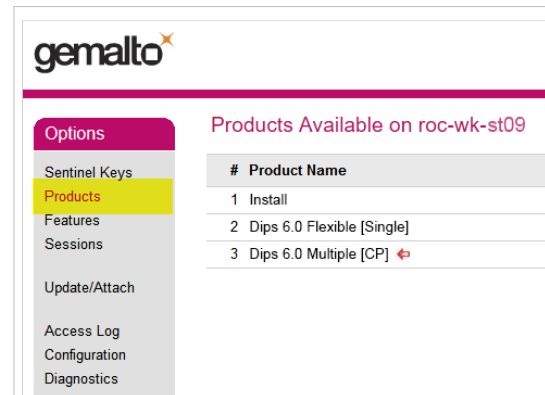 gemalto
Options
Sentinel Keys
Products
Features
Sessions
Update/Attach
Access Log
Configuration
Diagnostics
Products Available on roc-wk-st09
# Product Name
1 Install
2 Dips 6.0 Flexible [Single]
3 Dips 6.0 Multiple [CP]